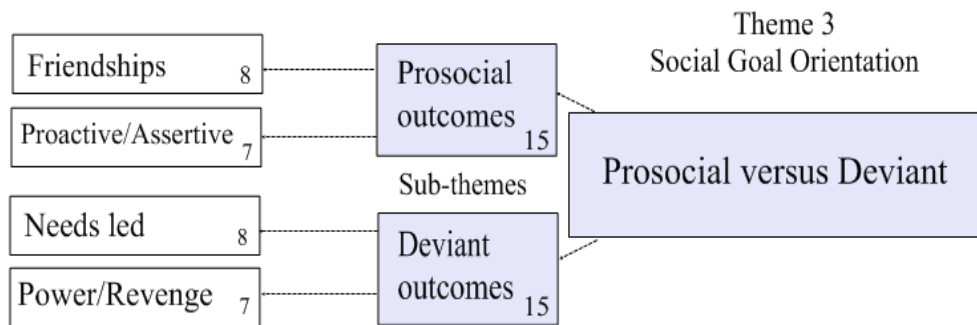 Theme 3
Social Goal Orientation
Friendships
8
Proactive/Assertive
7
Prosocial
outcomes
15
Prosocial versus Deviant
Sub-themes
Needs led
8
Power/Revenge
7
Deviant
outcomes
15